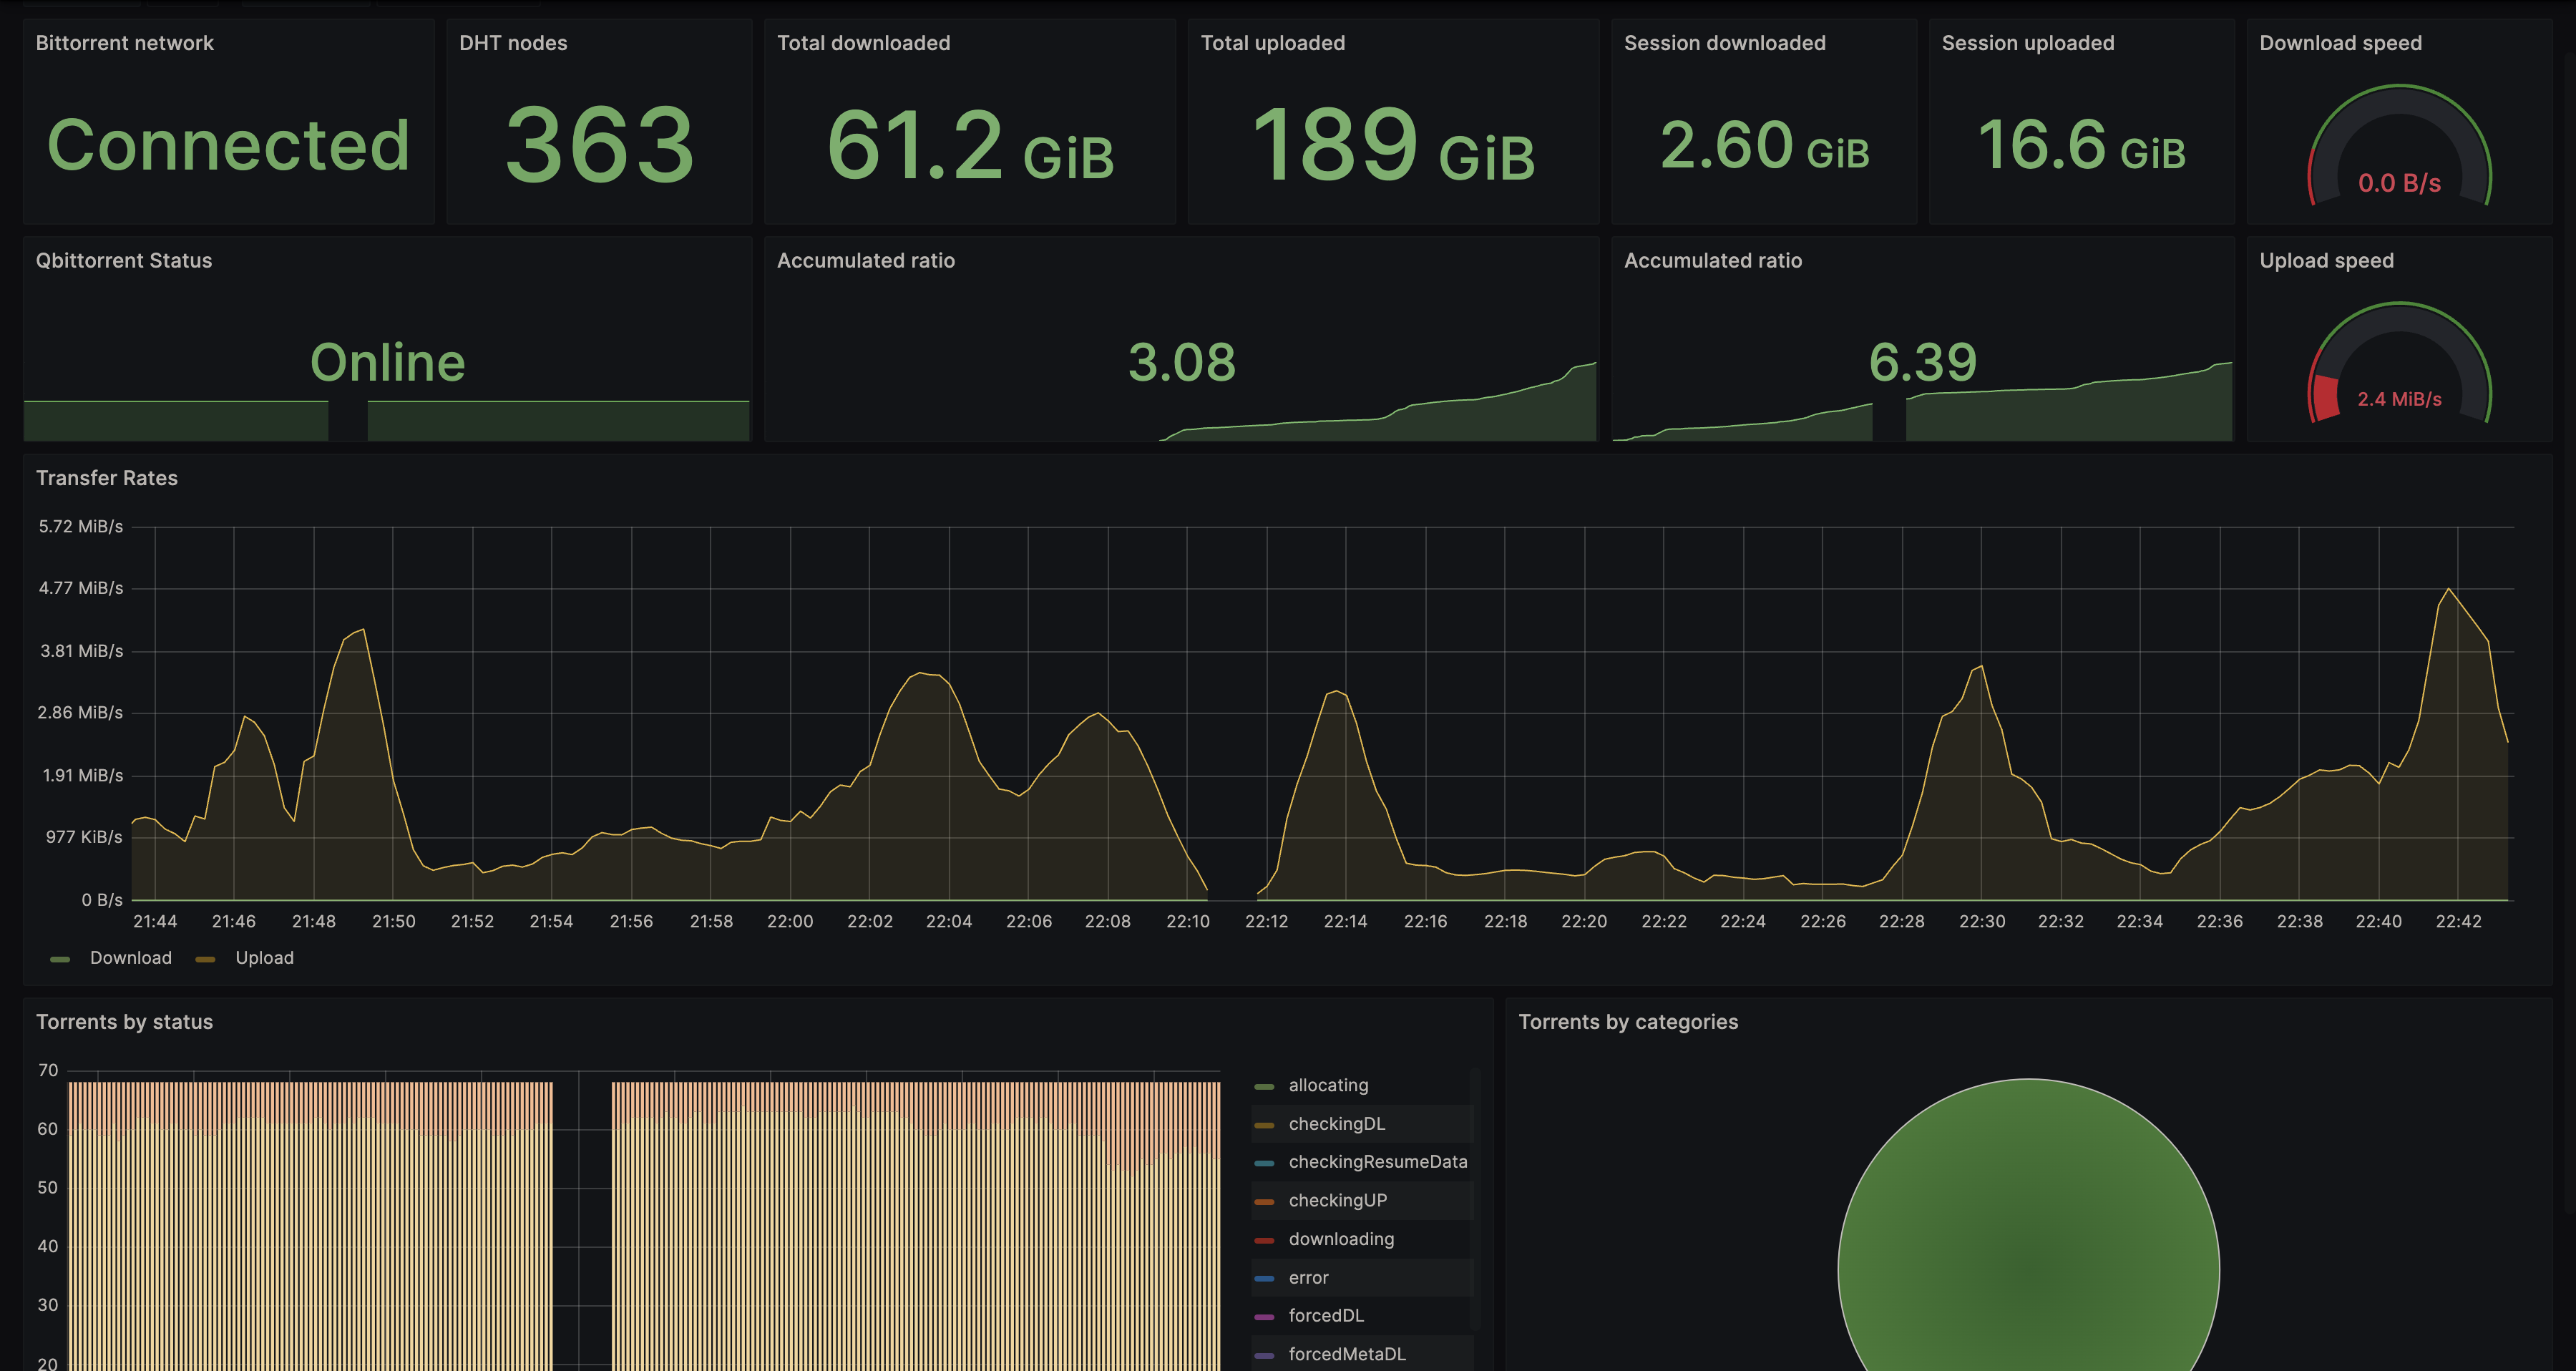 Bittorrent network
Connected
DHT nodes
363
Total downloaded
61.2 GiB
Total uploaded
189 GiB
Session downloaded
2.60 GiB
Session uploaded
16.6 GiB
Download speed
0.0 B/s
Qbittorrent Status
Online
Accumulated ratio
3.08
Accumulated ratio
6.39
Upload speed
2.4 MiB/s
Transfer Rates
5.72 MiB/s
4.77 MiB/s
3.81 MiB/s
2.86 MiB/s
1.91 MiB/s
977 KiB/s
0 B/s
21:44 21:46 21:48 21:50 21:52 21:54 21:56 21:58 22:00 22:02 22:04 22:06 22:08 22:10 22:12 22:14 22:16 22:18 22:20 22:22 22:24 22:26 22:28 22:30 22:32 22:34 22:36 22:38 22:40 22:42
Download Upload
Torrents by status
70
60
50
40
30
20
allocating
checkingDL
checkingResumeData
checkingUP
downloading
error
forcedDL
forcedMetaDL
Torrents by categories